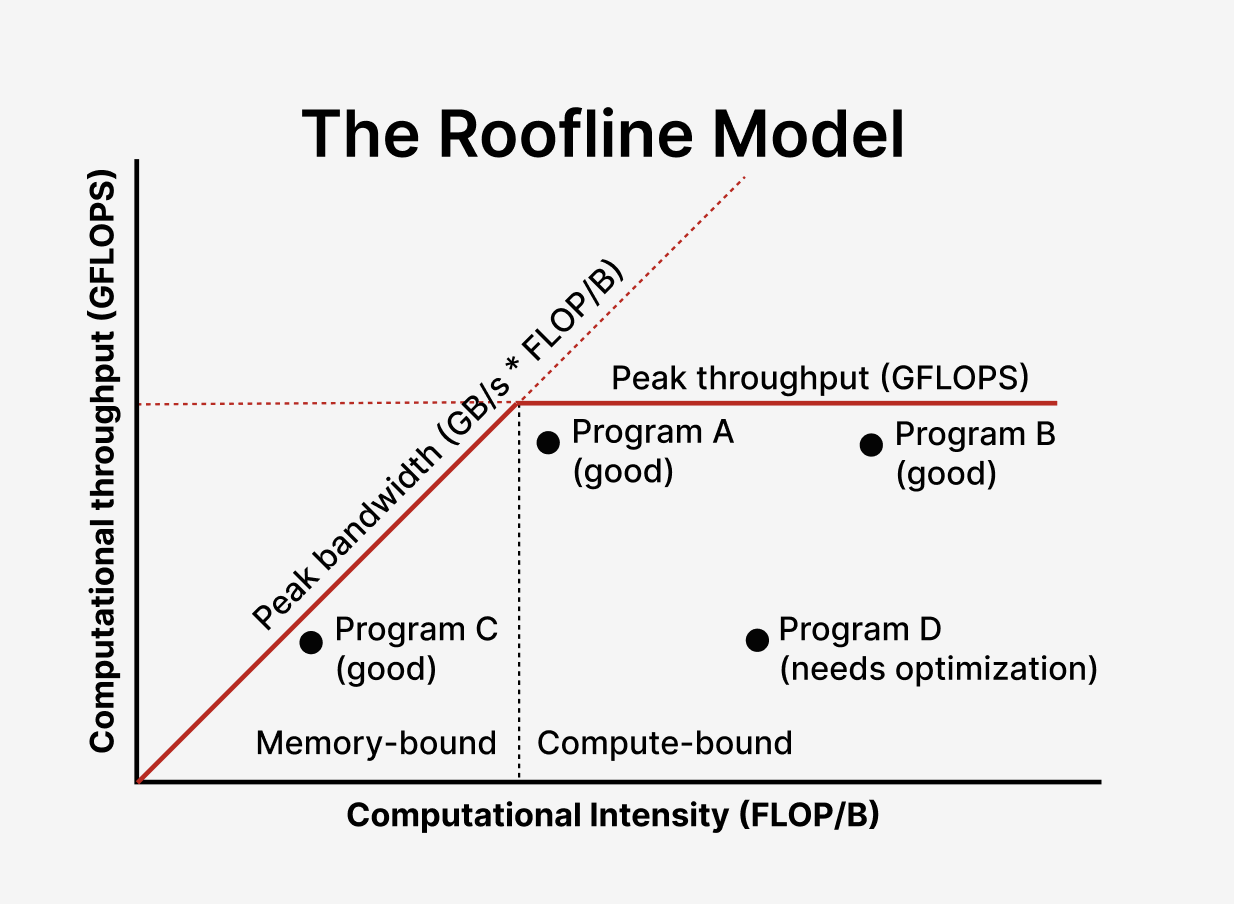 The Roofline Model
Computational throughput (GFLOPS)
Peak bandwidth (GB/s * FLOP/B)
Peak throughput (GFLOPS)
Program A
(good)
Program B
(good)
Program C
(good)
Program D
(needs optimization)
Memory-bound
Compute-bound
Computational Intensity (FLOP/B)